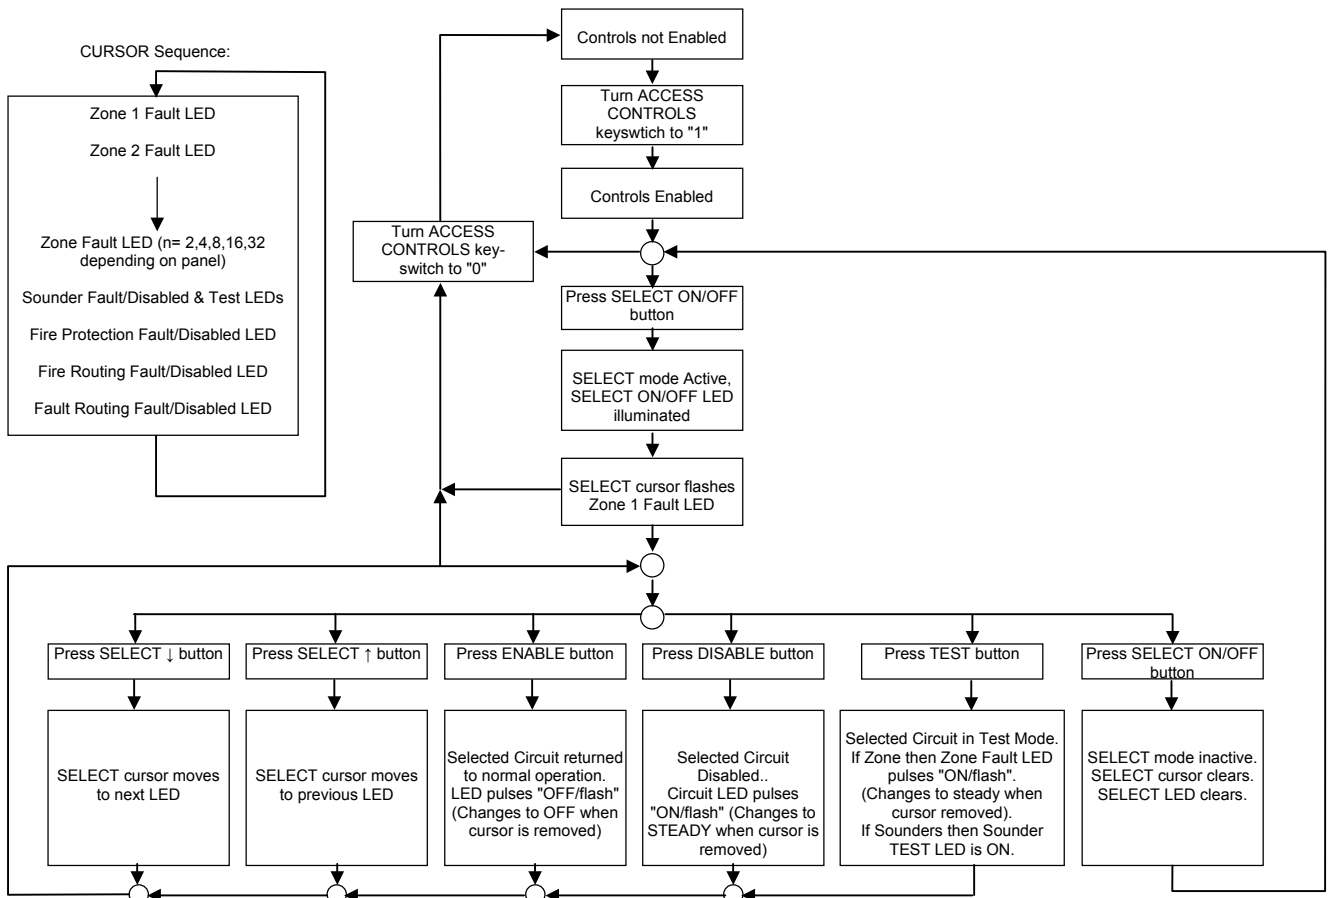 CURSOR Sequence:
Zone 1 Fault LED
Zone 2 Fault LED
Zone Fault LED (n= 2,4,8,16,32
depending on panel)
Sounder Fault/Disabled & Test LEDs
Fire Protection Fault/Disabled LED
Fire Routing Fault/Disabled LED
Fault Routing Fault/Disabled LED
Controls not Enabled
Turn ACCESS
CONTROLS
keyswtich to "1"
Controls Enabled
Turn ACCESS
CONTROLS key-
switch to "0"
Press SELECT ON/OFF
button
SELECT mode Active,
SELECT ON/OFF LED
illuminated
SELECT cursor flashes
Zone 1 Fault LED
Press SELECT ↓ button
Press SELECT ↑ button
Press ENABLE button
Press DISABLE button
Press TEST button
Press SELECT ON/OFF
button
SELECT cursor moves
to next LED
SELECT cursor moves
to previous LED
Selected Circuit returned
to normal operation.
LED pulses "OFF/flash"
(Changes to OFF when
cursor is removed)
Selected Circuit
Disabled..
Circuit LED pulses
"ON/flash" (Changes to
STEADY when cursor is
removed)
Selected Circuit in Test Mode.
If Zone then Zone Fault LED
pulses "ON/flash".
(Changes to steady when
cursor removed).
If Sounders then Sounder
TEST LED is ON.
SELECT mode inactive.
SELECT cursor clears.
SELECT LED clears.